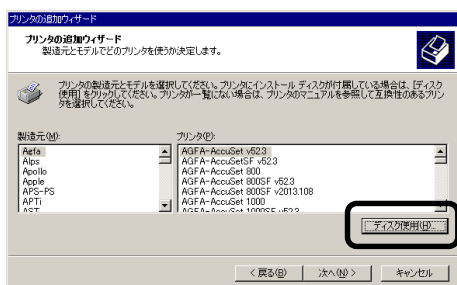 プリンタの追加ウィザード
プリンタの追加ウィザード
製造元とモデルでどのプリンタを使うか決定します。
プリンタの製造元とモデルを選択してください。プリンタにインストール ディスクが付属している場合は、[ディスク
使用] をクリックしてください。プリンタが一覧にない場合は、プリンタのマニュアルを参照して互換性のあるプリン
タを選択してください。
製造元(M):
プリンタ(P):
Agfa
Alps
Apollo
Apple
APS-PS
APTi
AST
AGFA-AccuSet v52.3
AGFA-AccuSetSF v52.3
AGFA-AccuSet 800
AGFA-AccuSet 800SF v52.3
AGFA-AccuSet 800SF v2013.108
AGFA-AccuSet 1000
AGFA-AccuSet 1000SF v52.3
ディスク使用(H)...
< 戻る(B)
次へ(N) >
キャンセル